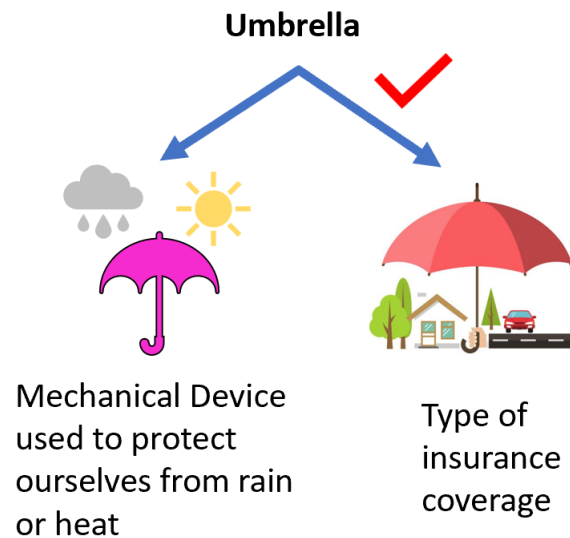 Umbrella
Mechanical Device
used to protect
ourselves from rain
or heat
Type of
insurance
coverage